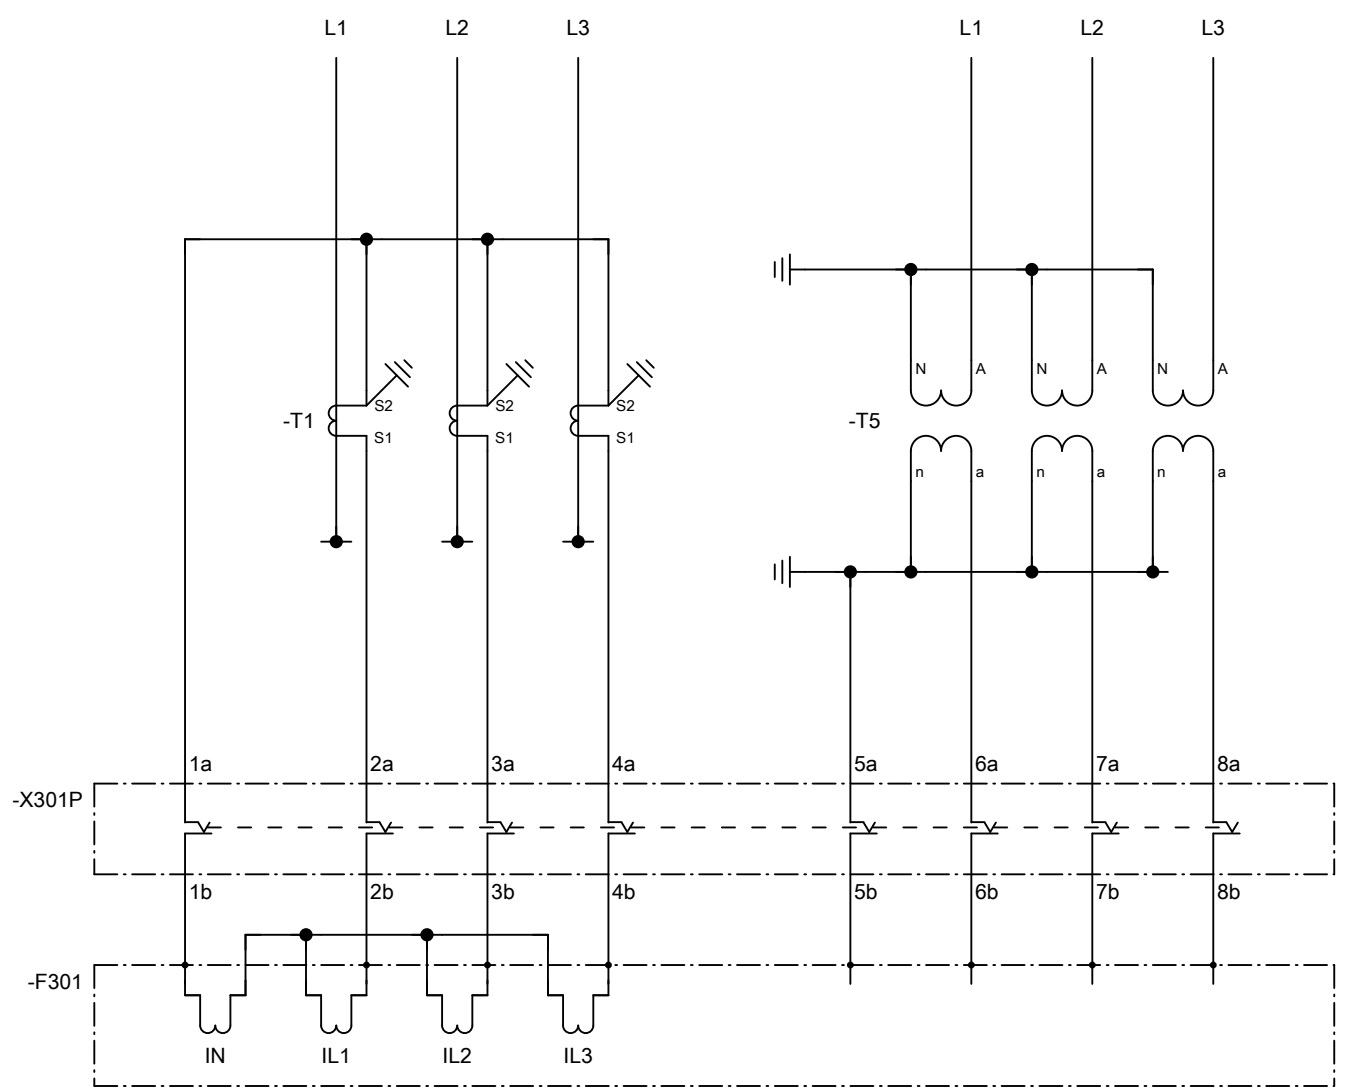 L1 L2 L3 L1 L2 L3
N A N A N A
S2 S2 S2
-T1 -T5
S1 S1 S1
n a n a n a
1a 2a 3a 4a 5a 6a 7a 8a
-X301P
1b 2b 3b 4b 5b 6b 7b 8b
-F301
IN IL1 IL2 IL3